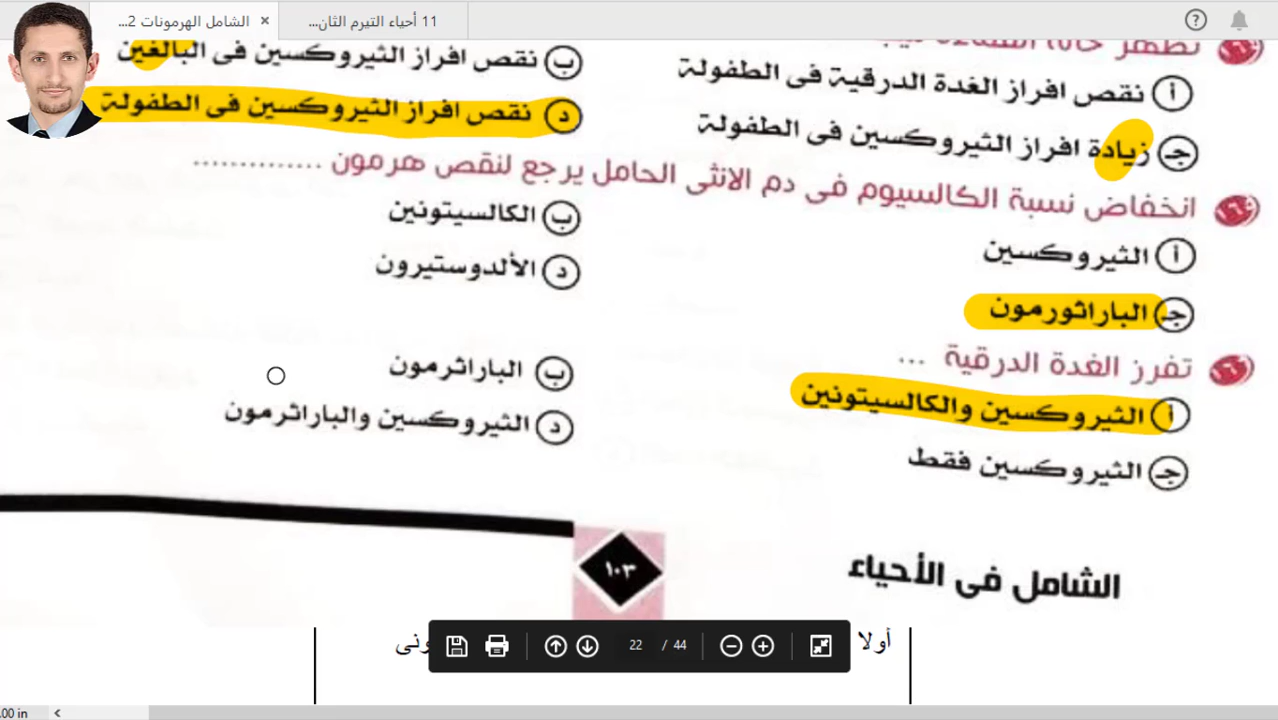 الشامل الهرمونات 2...
11 أحياء التيرم الثان...
أ نقص افراز الغدة الدرقية فى الطفولة
ب نقص افراز الثيروكسين فى البالغين
جـ زيادة افراز الثيروكسين فى الطفولة
د نقص افراز الثيروكسين فى الطفولة
انخفاض نسبة الكالسيوم فى دم الانثى الحامل يرجع لنقص هرمون .............
أ الثيروكسين
ب الكالسيتونين
جـ الباراثورمون
د الألدوستيرون
تفرز الغدة الدرقية ...
أ الثيروكسين والكالسيتونين
ب الباراثرمون
جـ الثيروكسين فقط
د الثيروكسين والباراثرمون
١٠٣
الشامل فى الأحياء
أولا
22 / 44
.00 in